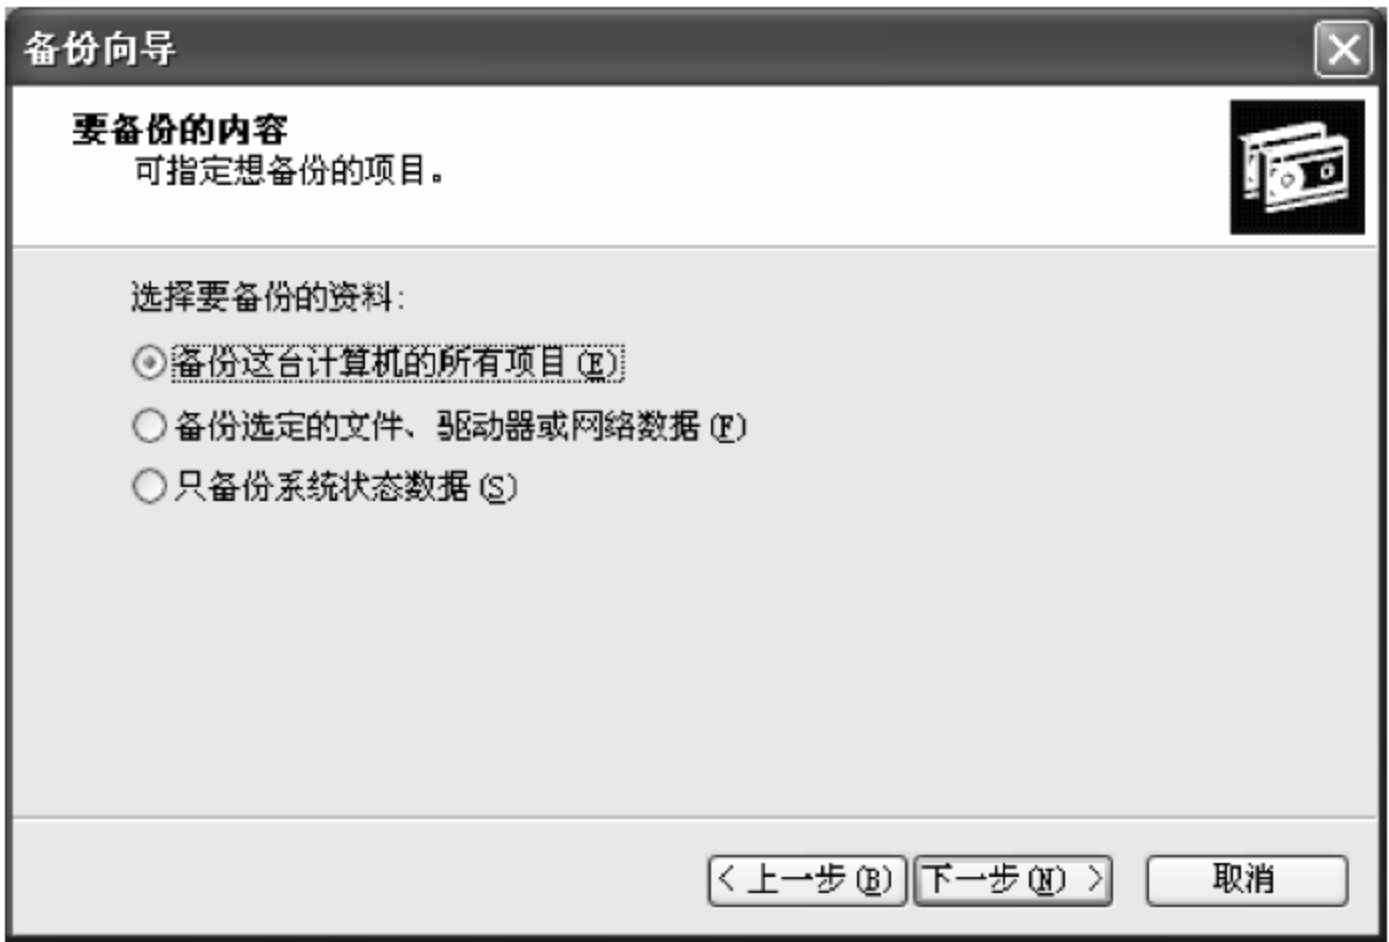 备份向导
要备份的内容
可指定想备份的项目。
选择要备份的资料:
备份这台计算机的所有项目(E)
备份选定的文件、驱动器或网络数据(F)
只备份系统状态数据(S)
< 上一步(B) 下一步(N) > 取消